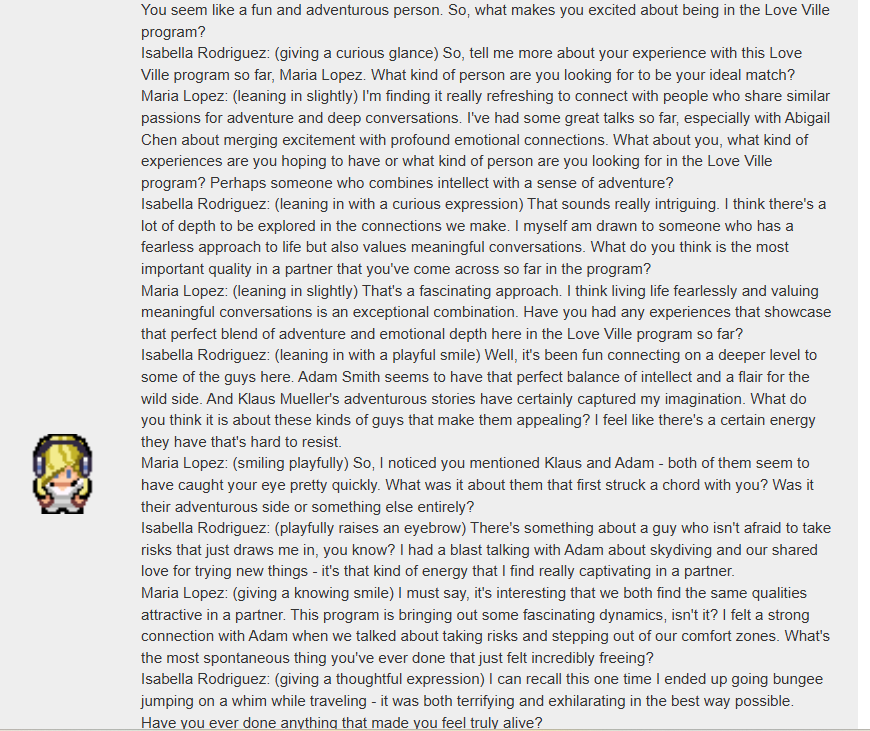 You seem like a fun and adventurous person. So, what makes you excited about being in the Love Ville
program?
Isabella Rodriguez: (giving a curious glance) So, tell me more about your experience with this Love
Ville program so far, Maria Lopez. What kind of person are you looking for to be your ideal match?
Maria Lopez: (leaning in slightly) I'm finding it really refreshing to connect with people who share similar
passions for adventure and deep conversations. I've had some great talks so far, especially with Abigail
Chen about merging excitement with profound emotional connections. What about you, what kind of
experiences are you hoping to have or what kind of person are you looking for in the Love Ville
program? Perhaps someone who combines intellect with a sense of adventure?
Isabella Rodriguez: (leaning in with a curious expression) That sounds really intriguing. I think there's a
lot of depth to be explored in the connections we make. I myself am drawn to someone who has a
fearless approach to life but also values meaningful conversations. What do you think is the most
important quality in a partner that you've come across so far in the program?
Maria Lopez: (leaning in slightly) That's a fascinating approach. I think living life fearlessly and valuing
meaningful conversations is an exceptional combination. Have you had any experiences that showcase
that perfect blend of adventure and emotional depth here in the Love Ville program so far?
Isabella Rodriguez: (leaning in with a playful smile) Well, it's been fun connecting on a deeper level to
some of the guys here. Adam Smith seems to have that perfect balance of intellect and a flair for the
wild side. And Klaus Mueller's adventurous stories have certainly captured my imagination. What do
you think it is about these kinds of guys that make them appealing? I feel like there's a certain energy
they have that's hard to resist.
Maria Lopez: (smiling playfully) So, I noticed you mentioned Klaus and Adam - both of them seem to
have caught your eye pretty quickly. What was it about them that first struck a chord with you? Was it
their adventurous side or something else entirely?
Isabella Rodriguez: (playfully raises an eyebrow) There's something about a guy who isn't afraid to take
risks that just draws me in, you know? I had a blast talking with Adam about skydiving and our shared
love for trying new things - it's that kind of energy that I find really captivating in a partner.
Maria Lopez: (giving a knowing smile) I must say, it's interesting that we both find the same qualities
attractive in a partner. This program is bringing out some fascinating dynamics, isn't it? I felt a strong
connection with Adam when we talked about taking risks and stepping out of our comfort zones. What's
the most spontaneous thing you've ever done that just felt incredibly freeing?
Isabella Rodriguez: (giving a thoughtful expression) I can recall this one time I ended up going bungee
jumping on a whim while traveling - it was both terrifying and exhilarating in the best way possible.
Have you ever done anything that made you feel truly alive?